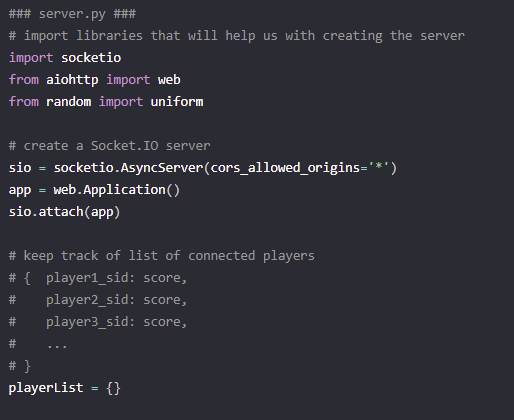 ### server.py ###
# import libraries that will help us with creating the server
import socketio
from aiohttp import web
from random import uniform
# create a Socket.IO server
sio = socketio.AsyncServer(cors_allowed_origins='*')
app = web.Application()
sio.attach(app)
# keep track of list of connected players
# {  player1_sid: score,
#    player2_sid: score,
#    player3_sid: score,
#    ...
# }
playerList = {}